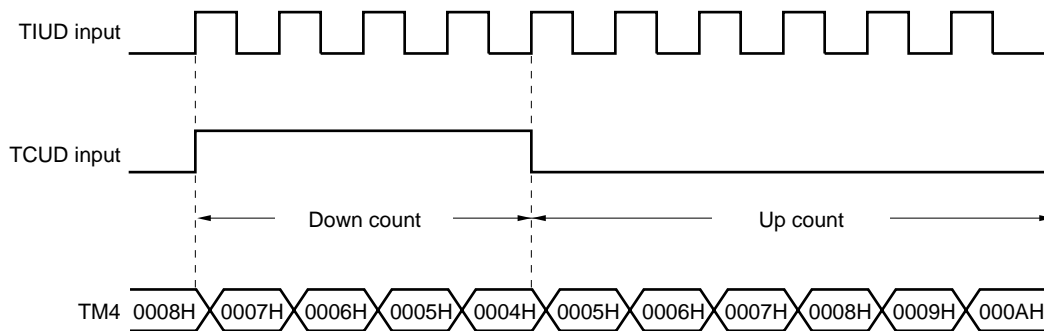 TIUD input
TCUD input
Down count
Up count
TM4 0008H 0007H 0006H 0005H 0004H 0005H 0006H 0007H 0008H 0009H 000AH